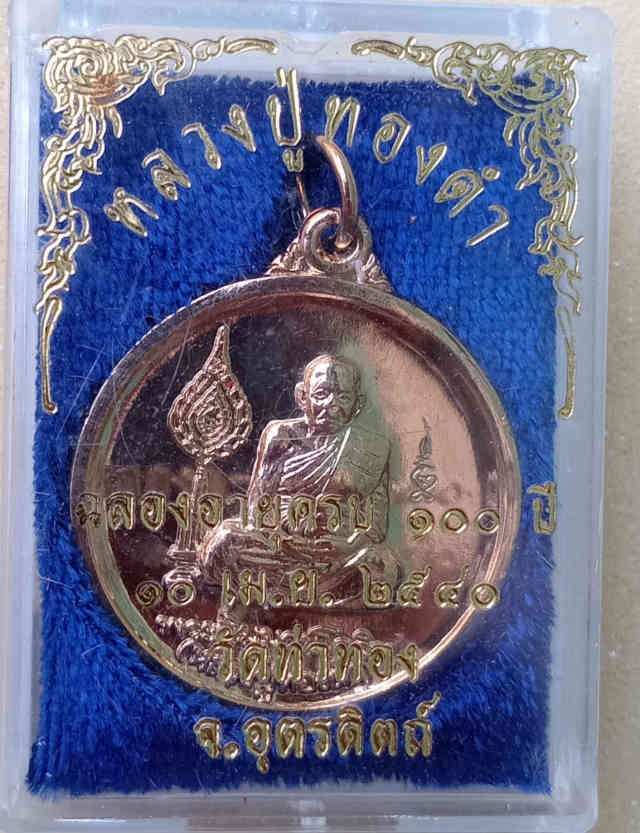 หลวงปู่ทองดำ
ฉลองอายุครบ ๑๐๐ ปี
๑๐ เม.ย. ๒๕๔๐
วัดท่าทอง
จ.อุตรดิตถ์